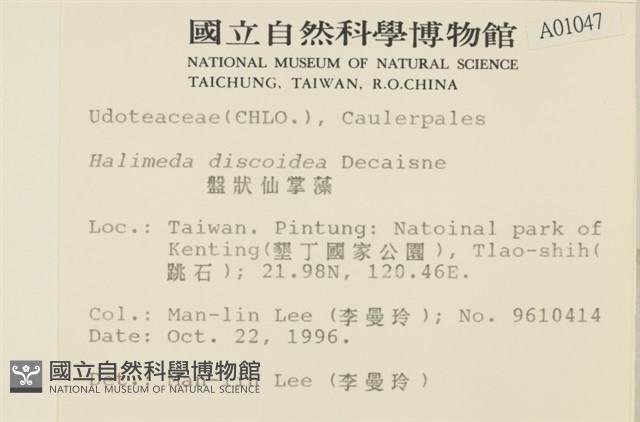 國立自然科學博物館
A01047
NATIONAL MUSEUM OF NATURAL SCIENCE
TAICHUNG, TAIWAN, R.O.CHINA
Udoteaceae(CHLO.), Caulerpales
Halimeda discoidea Decaisne
盤狀仙掌藻
Loc.: Taiwan. Pintung: Natoinal park of
Kenting(墾丁國家公園), Tlao-shih(
跳石); 21.98N, 120.46E.
Col.: Man-lin Lee (李曼玲); No. 9610414
Date: Oct. 22, 1996.
Det.: Man-lin Lee (李曼玲)
國立自然科學博物館
NATIONAL MUSEUM OF NATURAL SCIENCE